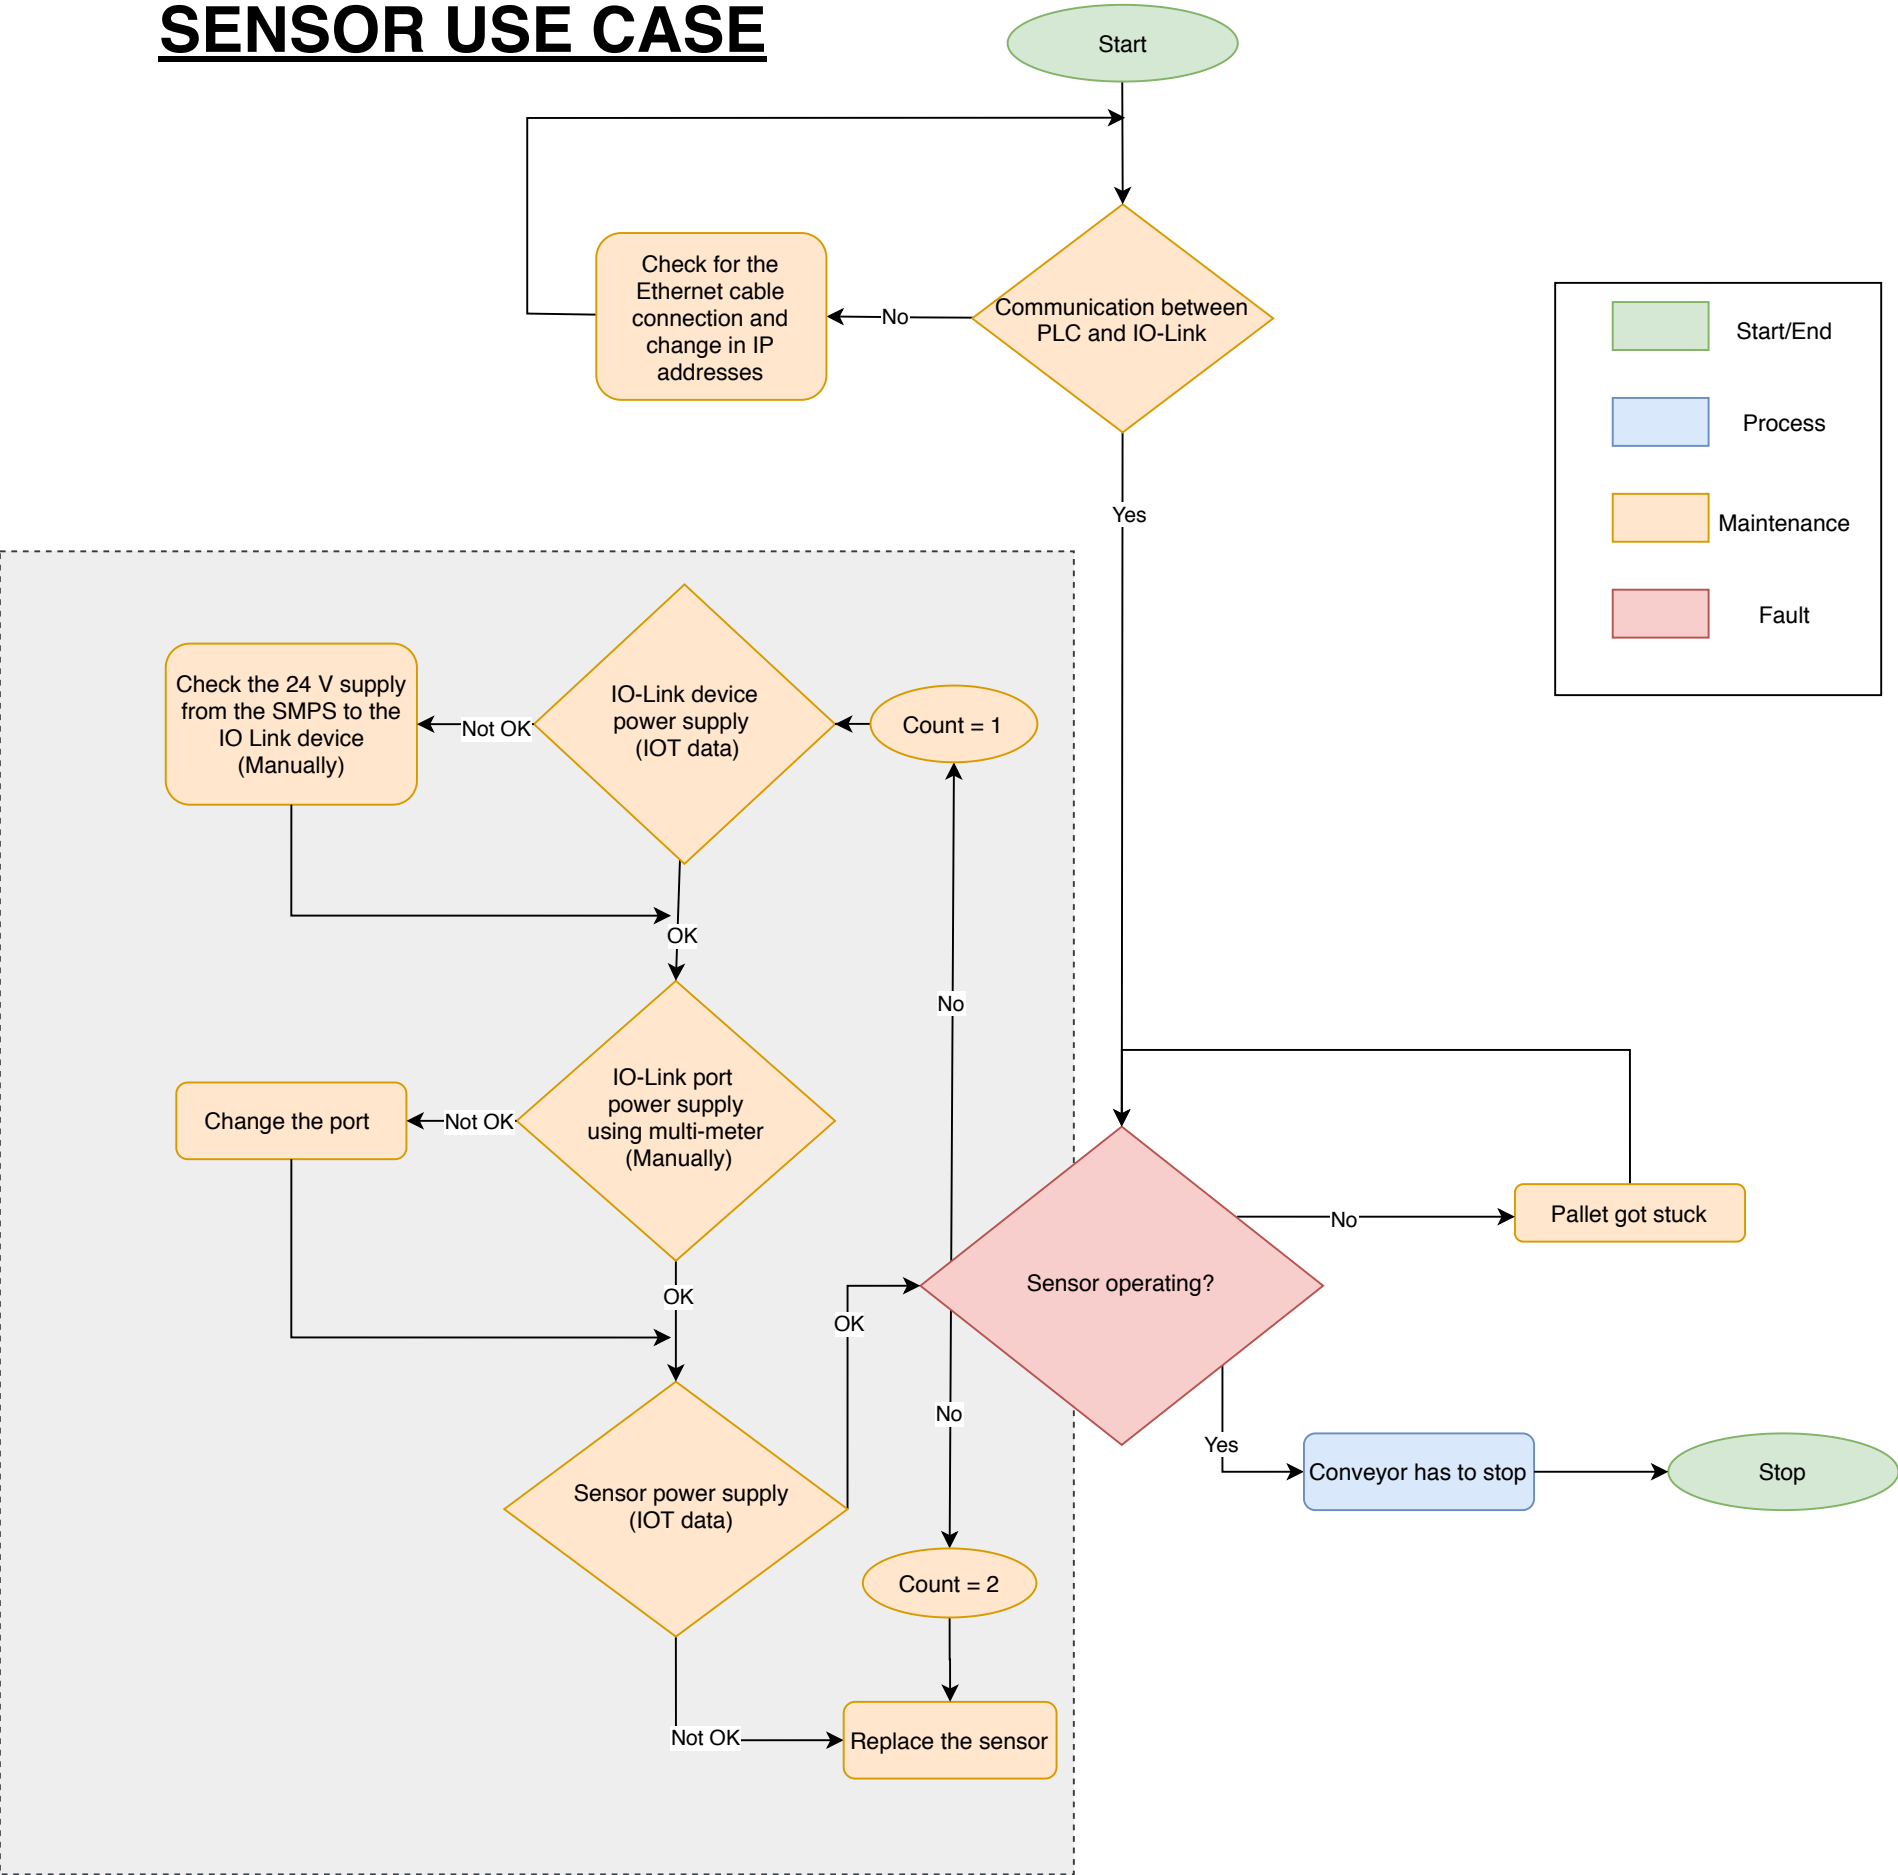 SENSOR USE CASE
Start
Check for the
Ethernet cable
connection and
change in IP
addresses
No
Communication between
PLC and IO-Link
Yes
Start/End
Process
Maintenance
Fault
Check the 24 V supply
from the SMPS to the
IO Link device
(Manually)
Not OK
IO-Link device
power supply
(IOT data)
Count = 1
OK
No
IO-Link port
power supply
using multi-meter
(Manually)
Not OK
Change the port
OK
OK
Sensor operating?
No
Pallet got stuck
No
Yes
Conveyor has to stop
Stop
Sensor power supply
(IOT data)
Count = 2
Not OK
Replace the sensor